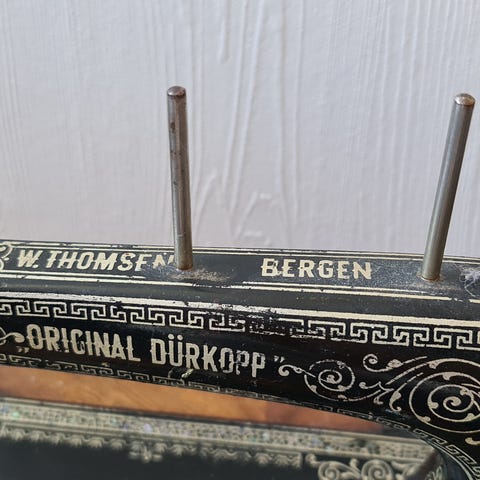 W. THOMSEN BERGEN
„ORIGINAL DÜRKOPP”